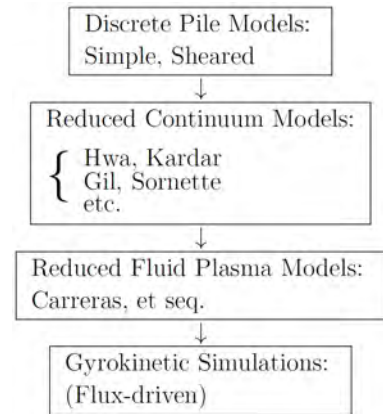 Discrete Pile Models:
Simple, Sheared
↓
Reduced Continuum Models:
{ Hwa, Kardar
Gil, Sornette
etc.
↓
Reduced Fluid Plasma Models:
Carreras, et seq.
↓
Gyrokinetic Simulations:
(Flux-driven)